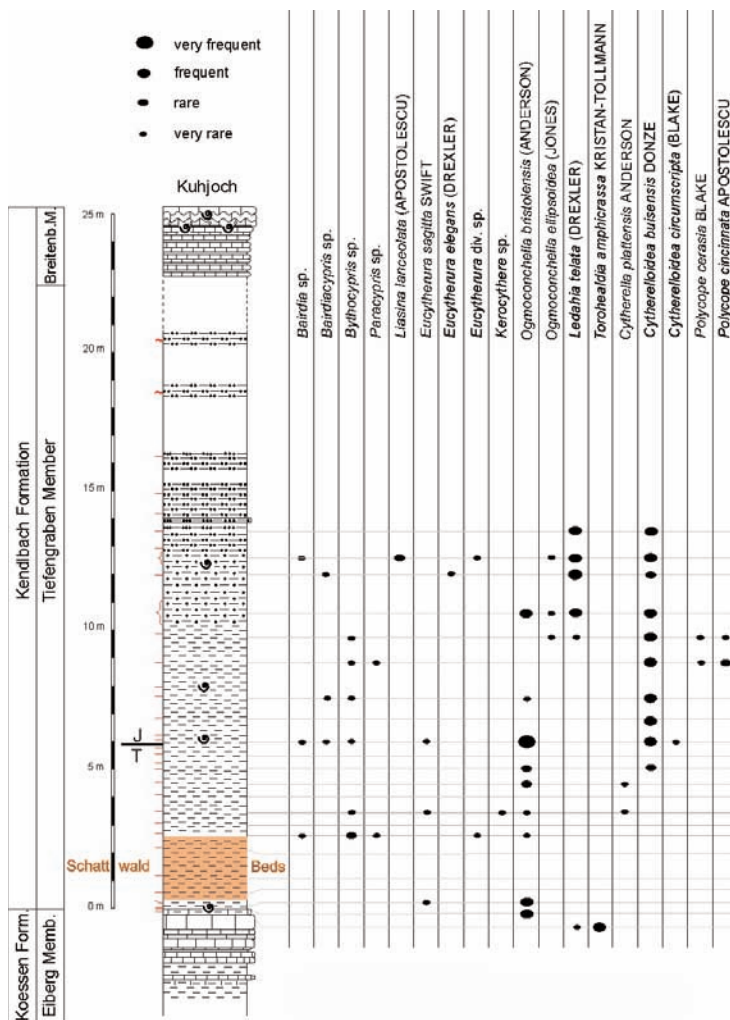 very frequent
frequent
rare
very rare
Kuhjoch
Bairdia sp.
Bairdiacypris sp.
Bythocypris sp.
Paracypris sp.
Liasina lanceolata (APOSTOLESCU)
Eucytherura sagitta SWIFT
Eucytherura elegans (DREXLER)
Eucytherura div. sp.
Kerocythere sp.
Ogmoconchella bristolensis (ANDERSON)
Ogmoconchella ellipsoidea (JONES)
Ledahia telata (DREXLER)
Torohealdia amphicrassa KRISTAN-TOLLMANN
Cytherella plattensis ANDERSON
Cytherelloidea buisensis DONZE
Cytherelloidea circumscripta (BLAKE)
Polycope cerasia BLAKE
Polycope cincinnata APOSTOLESCU
Breitenb.M.
Kendlbach Formation
Tiefengraben Member
Koessen Form.
Eiberg Memb.
25 m
20 m
15 m
10 m
J
T
5 m
Schattwald Beds
0 m